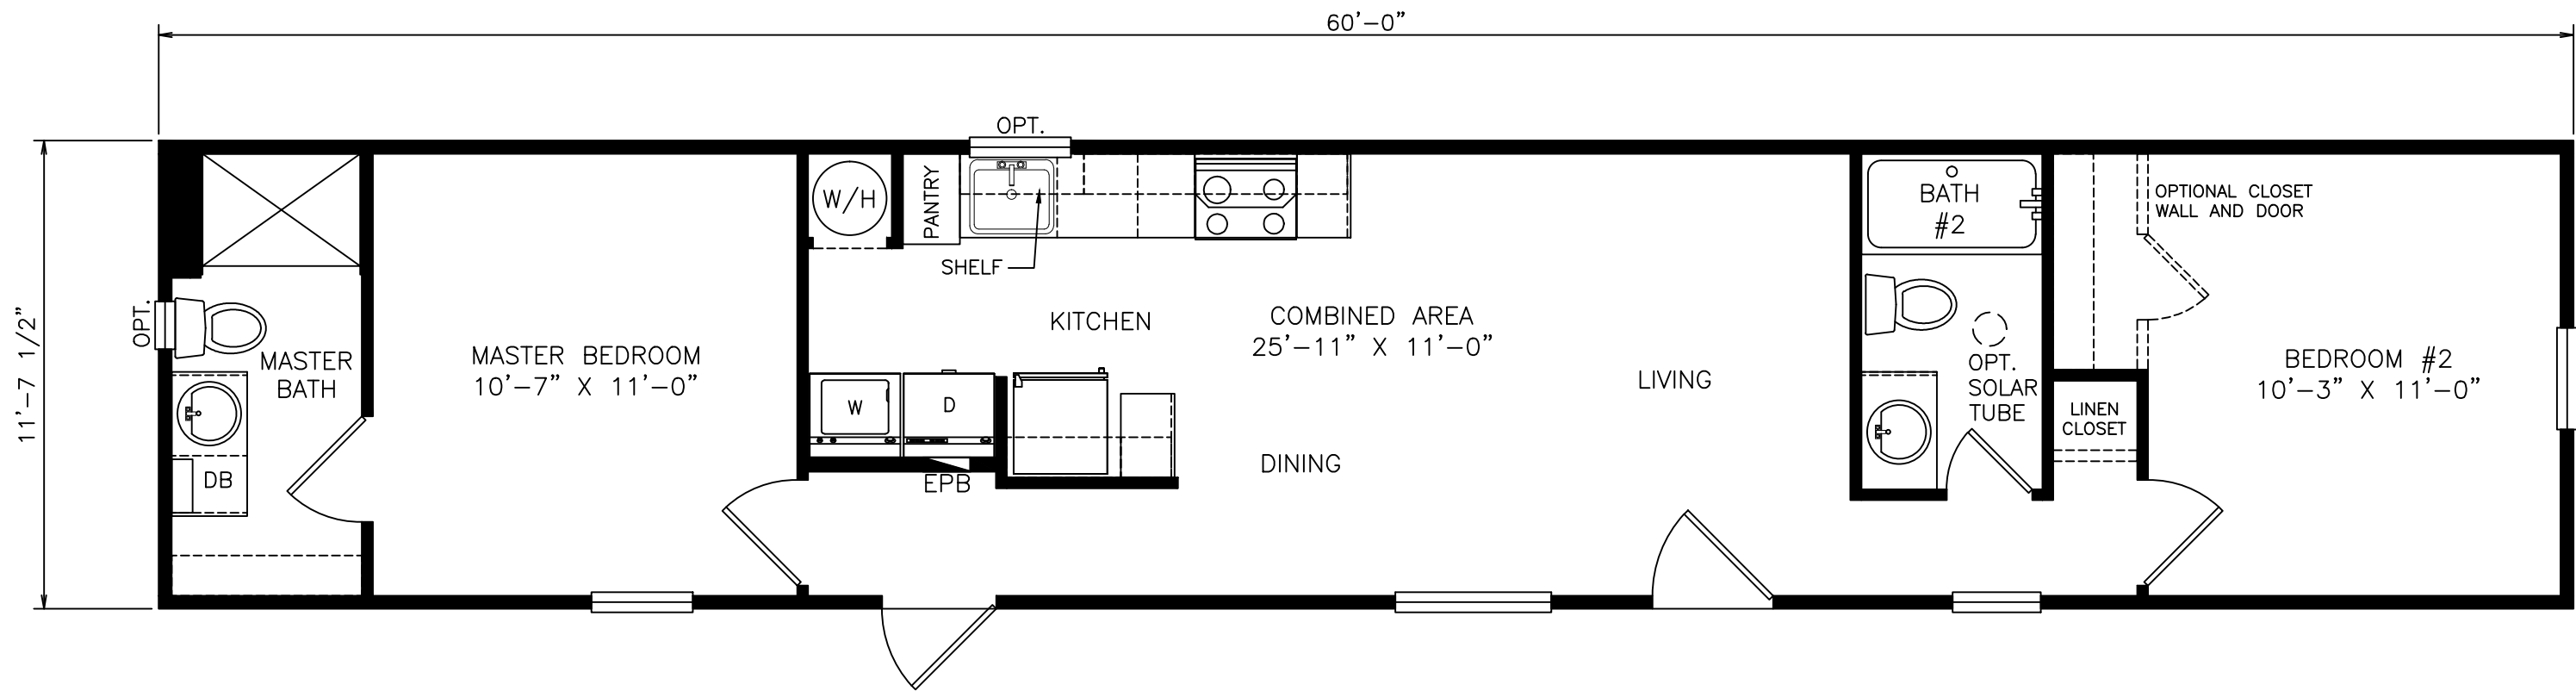 60'-0"
11'-7 1/2"
OPT.
OPT.
MASTER
BATH
DB
MASTER BEDROOM
10'-7" X 11'-0"
W/H
PANTRY
SHELF
KITCHEN
W
D
EPB
COMBINED AREA
25'-11" X 11'-0"
DINING
LIVING
BATH
#2
OPT.
SOLAR
TUBE
OPTIONAL CLOSET
WALL AND DOOR
LINEN
CLOSET
BEDROOM #2
10'-3" X 11'-0"